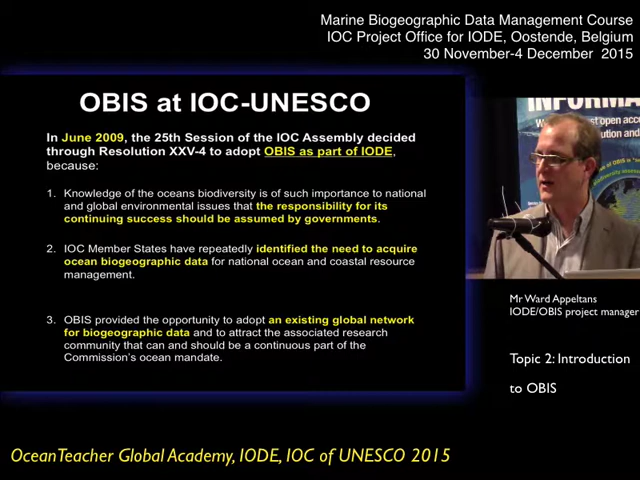 Marine Biogeographic Data Management Course
IOC Project Office for IODE, Oostende, Belgium
30 November-4 December 2015
OBIS at IOC-UNESCO
In June 2009, the 25th Session of the IOC Assembly decided
through Resolution XXV-4 to adopt OBIS as part of IODE,
because:
1. Knowledge of the oceans biodiversity is of such importance to national
and global environmental issues that the responsibility for its
continuing success should be assumed by governments.
2. IOC Member States have repeatedly identified the need to acquire
ocean biogeographic data for national ocean and coastal resource
management.
3. OBIS provided the opportunity to adopt an existing global network
for biogeographic data and to attract the associated research
community that can and should be a continuous part of the
Commission's ocean mandate.
Mr Ward Appeltans
IODE/OBIS project manager
Topic 2: Introduction
to OBIS
OceanTeacher Global Academy, IODE, IOC of UNESCO 2015